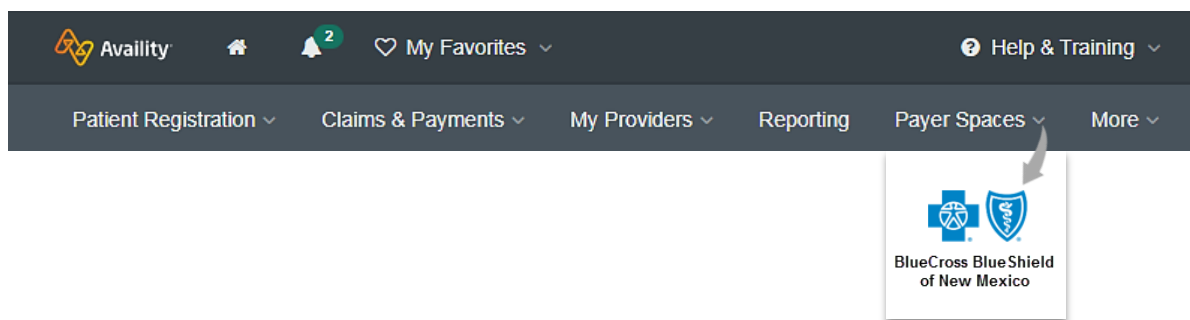 Availity 2 My Favorites Help & Training
Patient Registration Claims & Payments My Providers Reporting Payer Spaces More
BlueCross BlueShield
of New Mexico